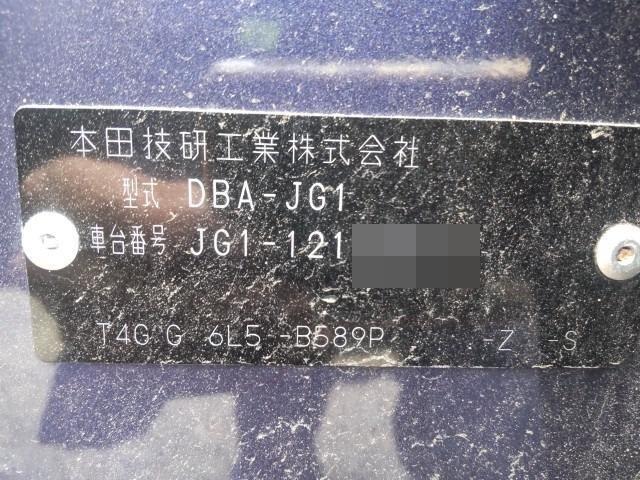 本田技研工業株式会社
型式 DBA-JG1
車台番号 JG1-121
T4G G 6L5--B589P -Z -S